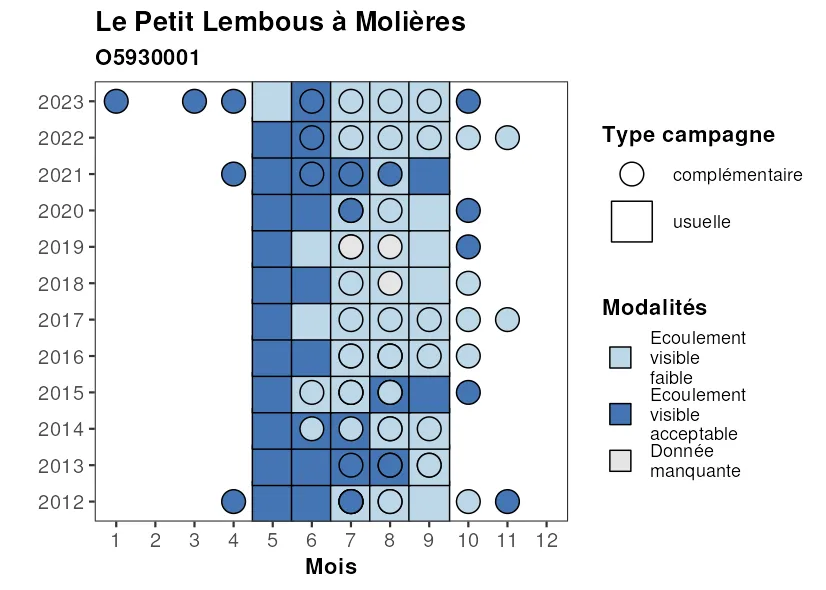 Le Petit Lembous à Molières
O5930001
2023
2022
2021
2020
2019
2018
2017
2016
2015
2014
2013
2012
1 2 3 4 5 6 7 8 9 10 11 12
Mois
Type campagne
complémentaire
usuelle
Modalités
Ecoulement
visible
faible
Ecoulement
visible
acceptable
Donnée
manquante